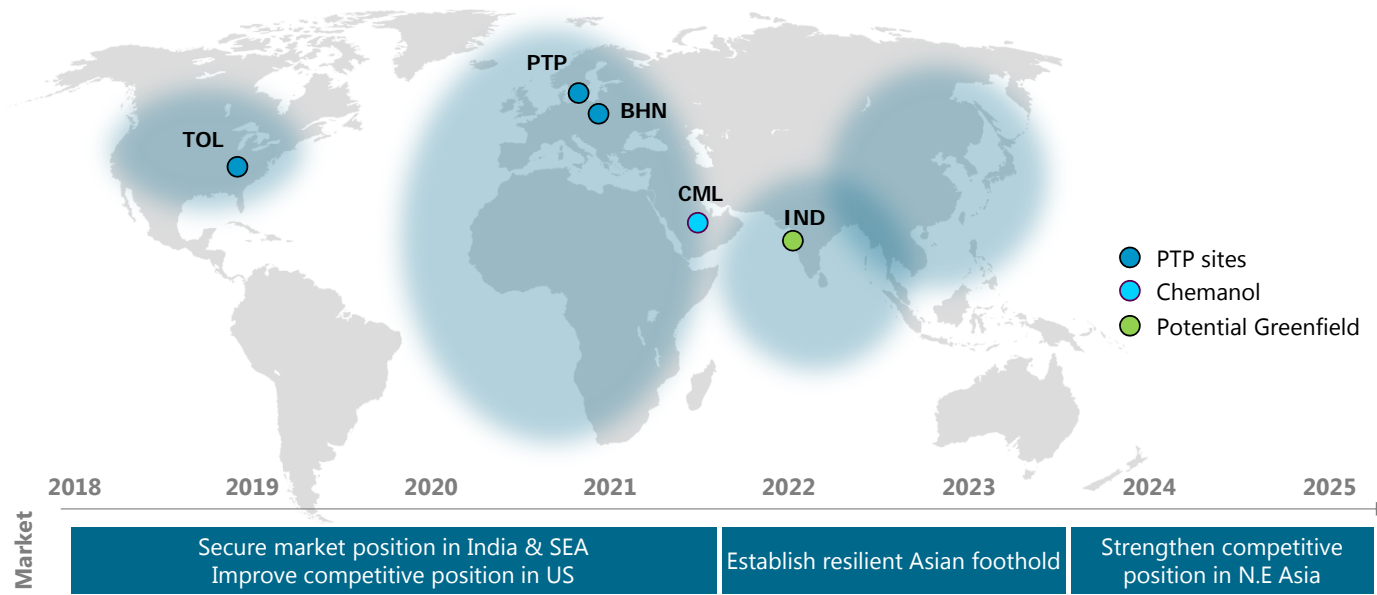 PTP
BHN
TOL
CML
IND
PTP sites
Chemanol
Potential Greenfield
2018 2019 2020 2021 2022 2023 2024 2025
Market
Secure market position in India & SEA
Improve competitive position in US
Establish resilient Asian foothold
Strengthen competitive
position in N.E Asia